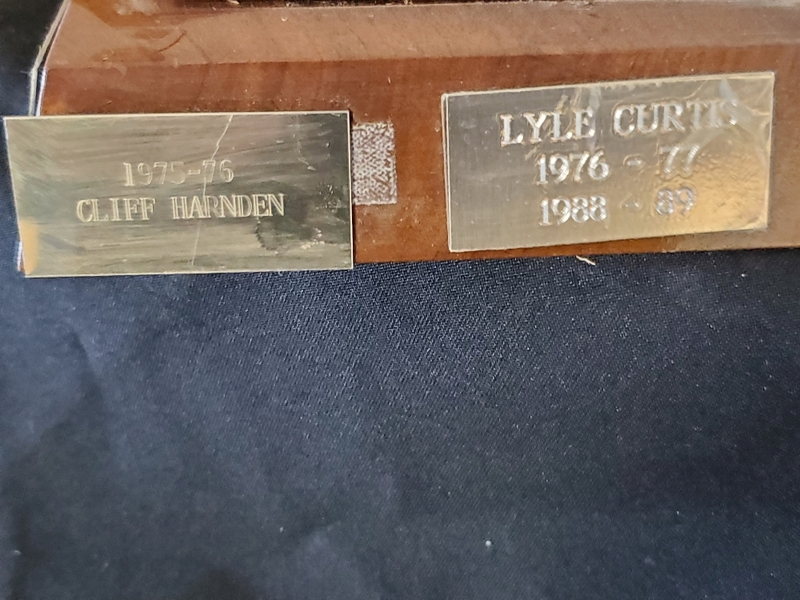 1975-76
CLIFF HARNDEN
LYLE CURTIS
1976 - 77
1988 - 89